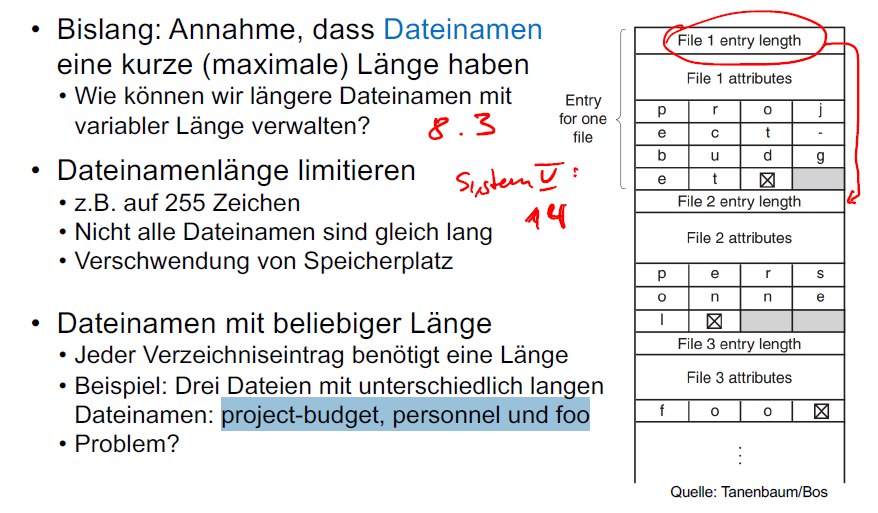 • Bislang: Annahme, dass Dateinamen
eine kurze (maximale) Länge haben
• Wie können wir längere Dateinamen mit
variabler Länge verwalten?
8.3
• Dateinamenlänge limitieren
System V:
14
• z.B. auf 255 Zeichen
• Nicht alle Dateinamen sind gleich lang
• Verschwendung von Speicherplatz
• Dateinamen mit beliebiger Länge
• Jeder Verzeichniseintrag benötigt eine Länge
• Beispiel: Drei Dateien mit unterschiedlich langen
Dateinamen: project-budget, personnel und foo
• Problem?
Entry
for one
file
File 1 entry length
File 1 attributes
p r o j
e c t -
b u d g
e t ☒
File 2 entry length
File 2 attributes
p e r s
o n n e
l ☒
File 3 entry length
File 3 attributes
f o o ☒
⋮
Quelle: Tanenbaum/Bos